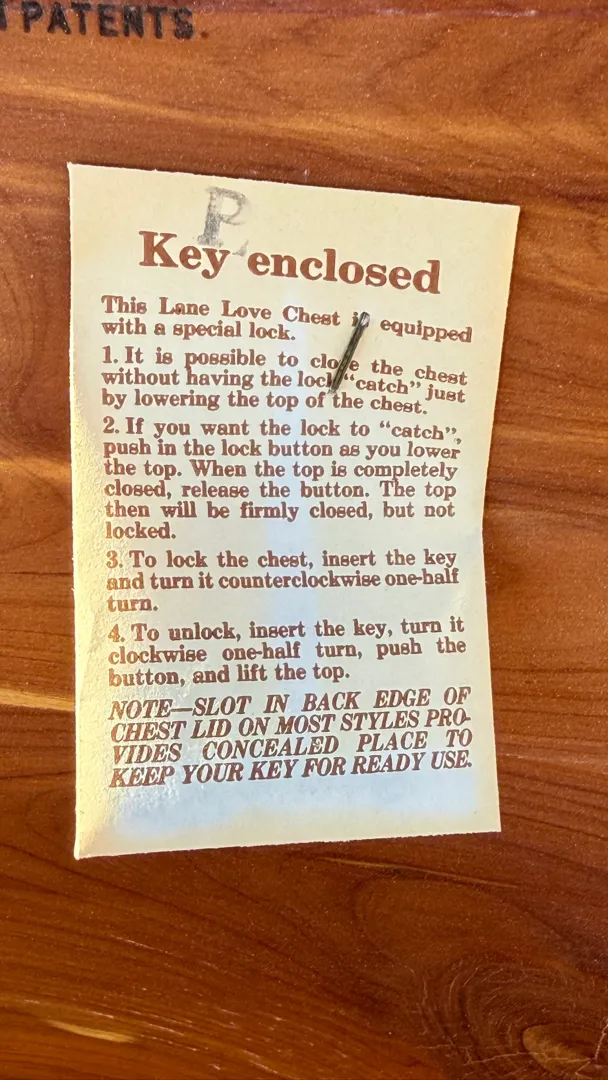 PATENTS.
P
Key enclosed
This Lane Love Chest is equipped
with a special lock.
1. It is possible to close the chest
without having the lock "catch" just
by lowering the top of the chest.
2. If you want the lock to "catch",
push in the lock button as you lower
the top. When the top is completely
closed, release the button. The top
then will be firmly closed, but not
locked.
3. To lock the chest, insert the key
and turn it counterclockwise one-half
turn.
4. To unlock, insert the key, turn it
clockwise one-half turn, push the
button, and lift the top.
NOTE—SLOT IN BACK EDGE OF
CHEST LID ON MOST STYLES PRO-
VIDES CONCEALED PLACE TO
KEEP YOUR KEY FOR READY USE.